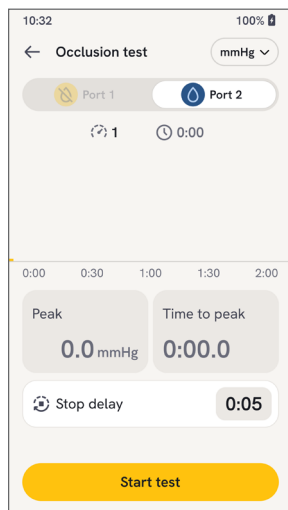 10:32 100%
Occlusion test mmHg
Port 1 Port 2
1 0:00
0:00 0:30 1:00 1:30 2:00
Peak Time to peak
0.0 mmHg 0:00.0
Stop delay 0:05
Start test